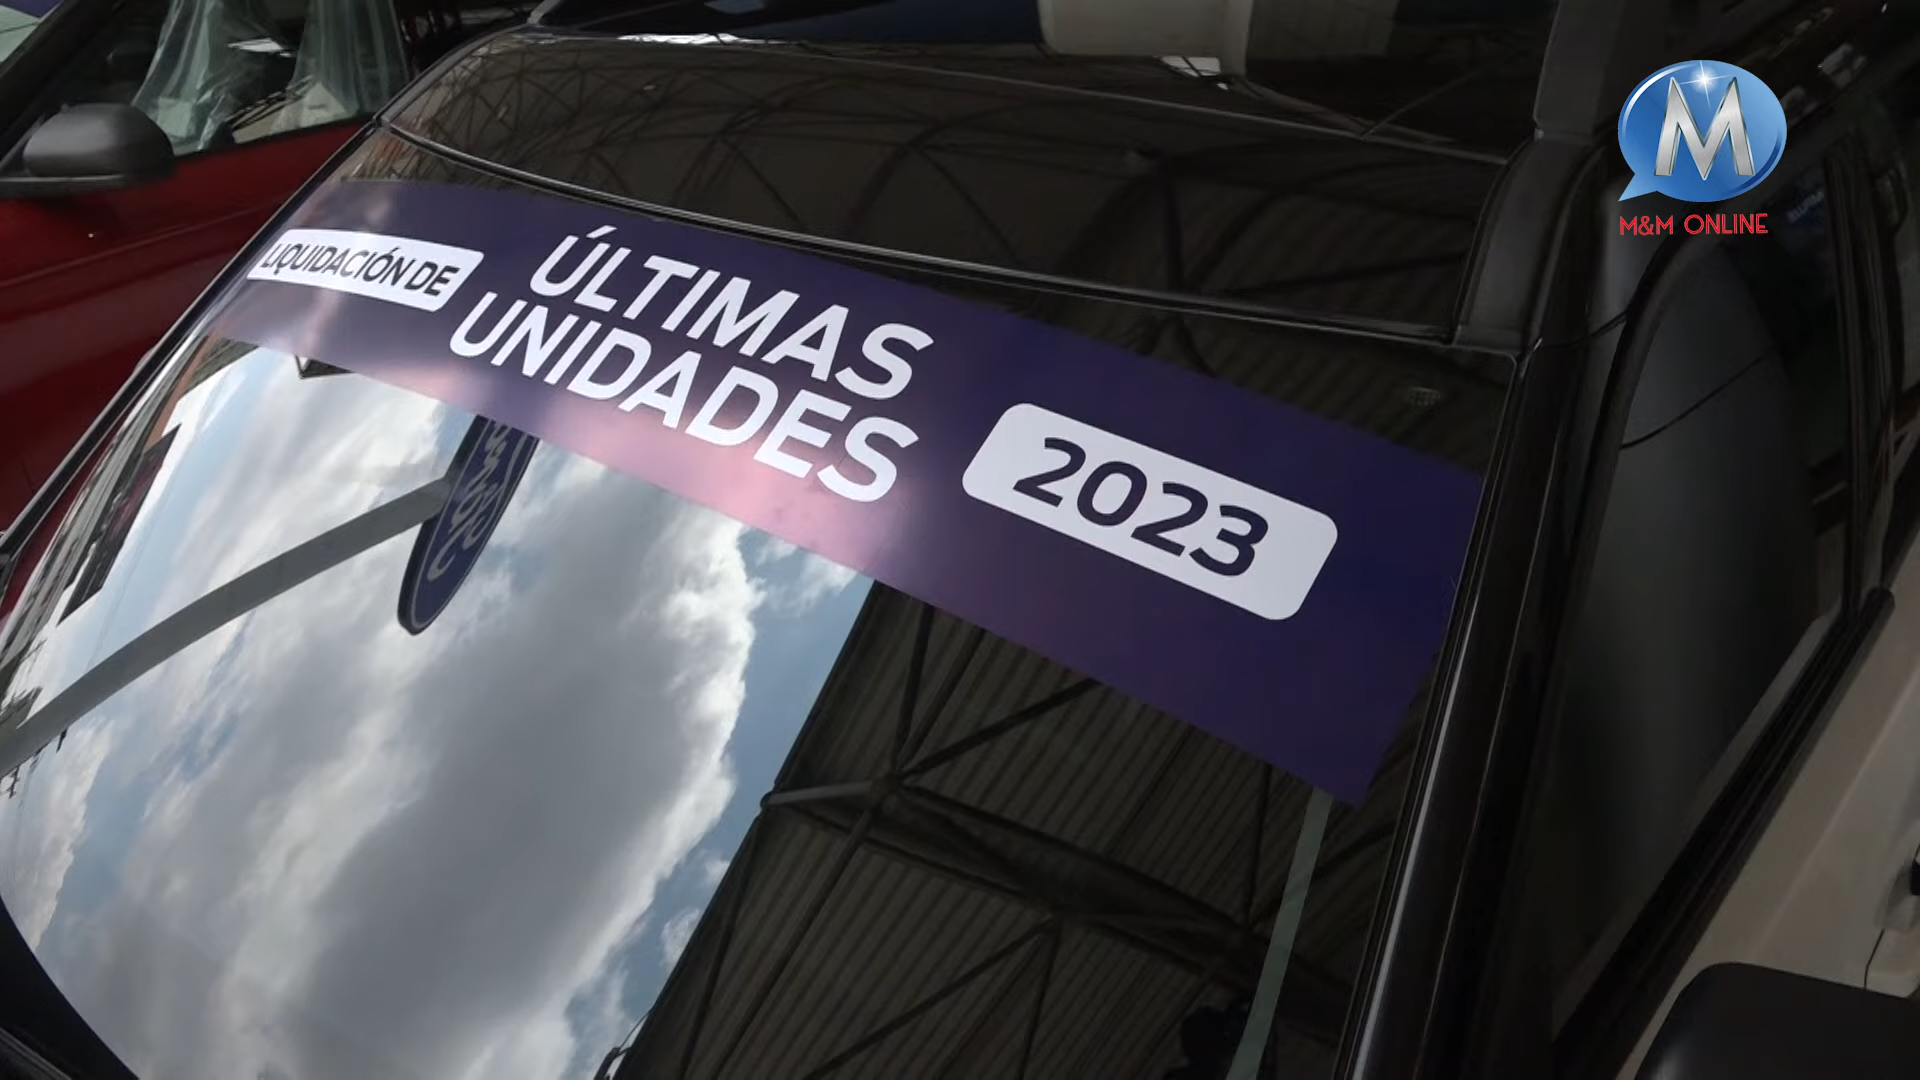 LIQUIDACIÓN DE
ÚLTIMAS
UNIDADES
2023
M
M&M ONLINE